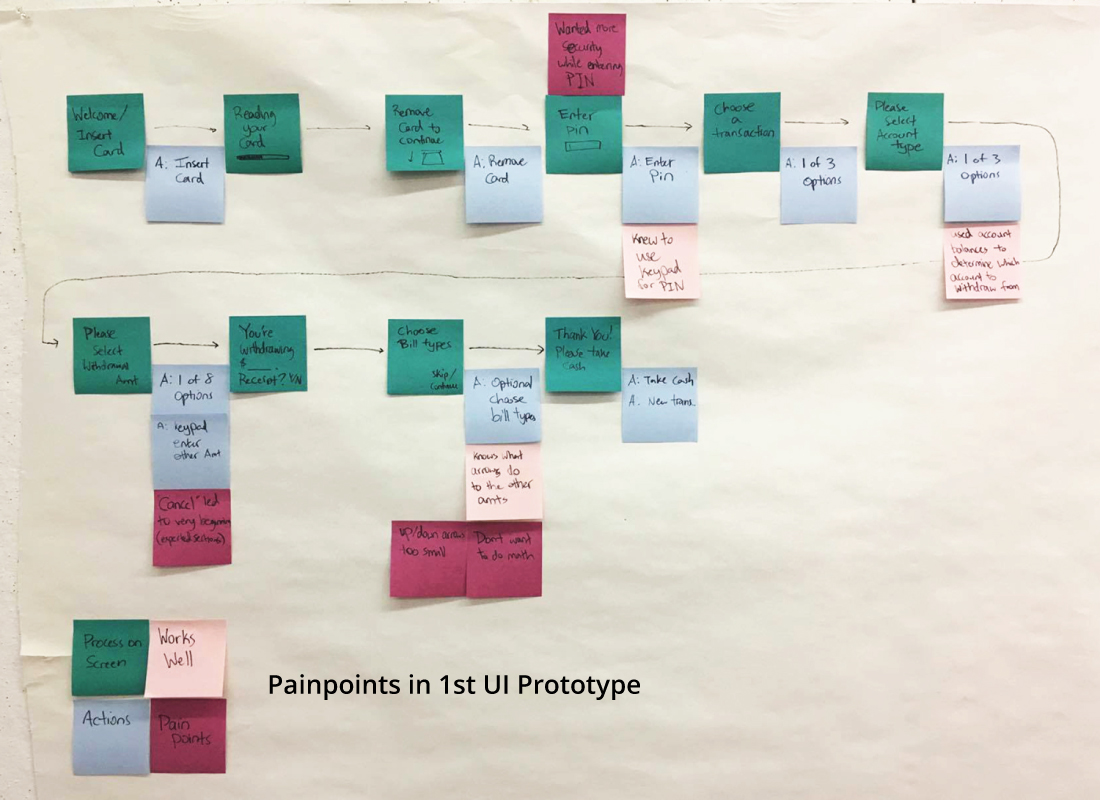 Wanted more
security
while entering
PIN
Welcome/
Insert
Card
A: Insert
Card
Reading
your
Card
Remove
Card to
continue
A: Remove
Card
Enter
Pin
A: Enter
Pin
Knew to
use
keypad
for PIN
Choose
a
transaction
A: 1 of 3
Options
Please
Select
Account
type
A: 1 of 3
Options
used account
balances to
determine which
account to
withdraw from
Please
Select
Withdrawal
Amt
A: 1 of 8
Options
A: keypad
enter
other Amt
"Cancel" led
to very beginning
You're
withdrawing
$ ___.
Receipt? Y/N
Choose
Bill types
Skip/
Continue
A: Optional
choose
bill types
Knows what
arrows do
to the other
amts
up/down arrows
too small
Don't want
to do math
Thank You!
Please take
cash
A: Take Cash
A. New trans.
Process on
Screen
Works
Well
Actions
Pain
points
Painpoints in 1st UI Prototype